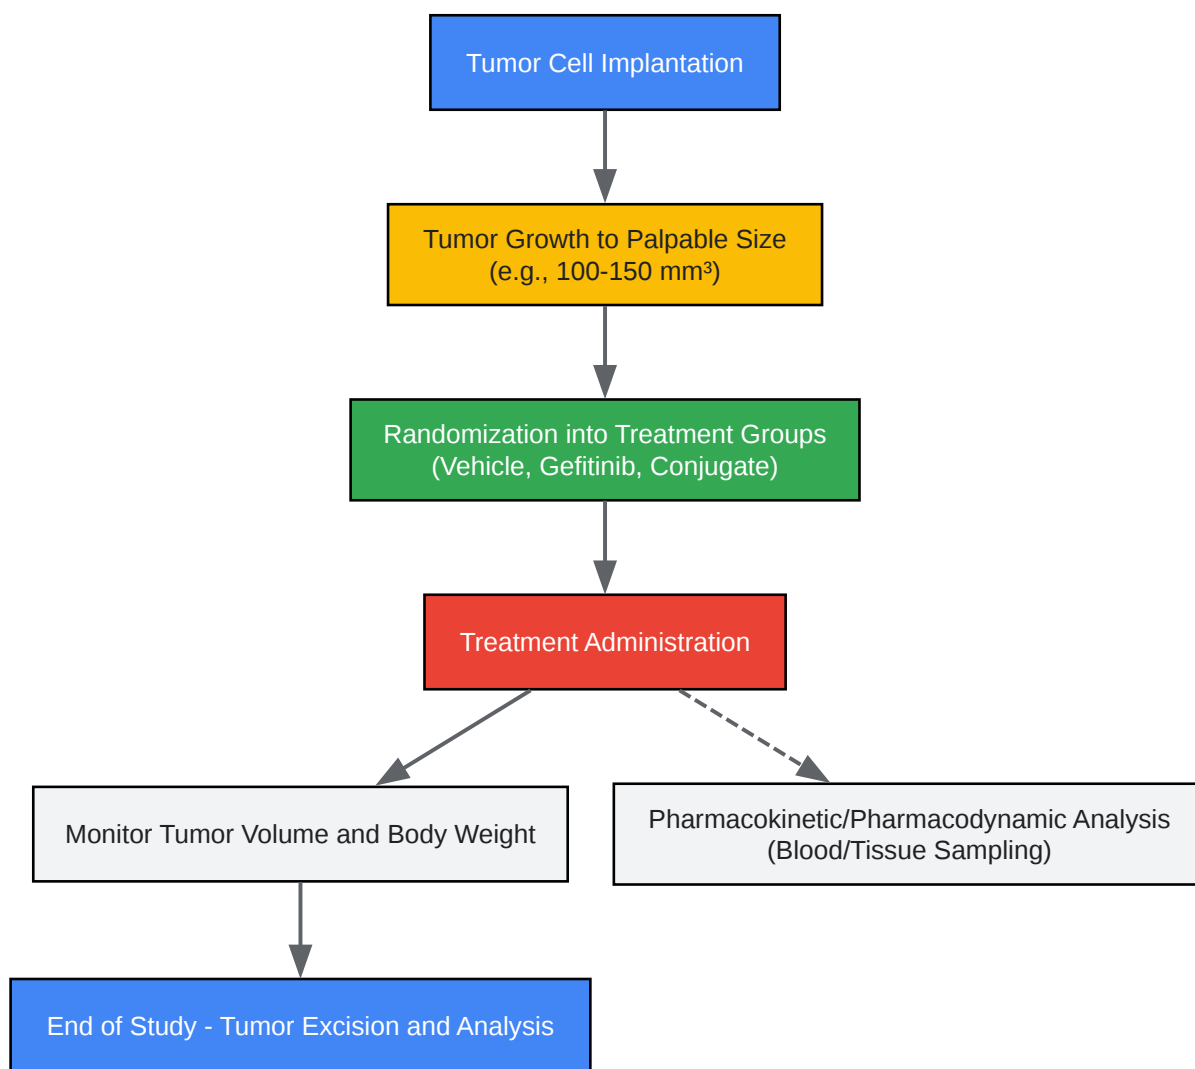 Tumor Cell Implantation
Tumor Growth to Palpable Size
(e.g., 100-150 mm³)
Randomization into Treatment Groups
(Vehicle, Gefitinib, Conjugate)
Treatment Administration
Monitor Tumor Volume and Body Weight
Pharmacokinetic/Pharmacodynamic Analysis
(Blood/Tissue Sampling)
End of Study - Tumor Excision and Analysis